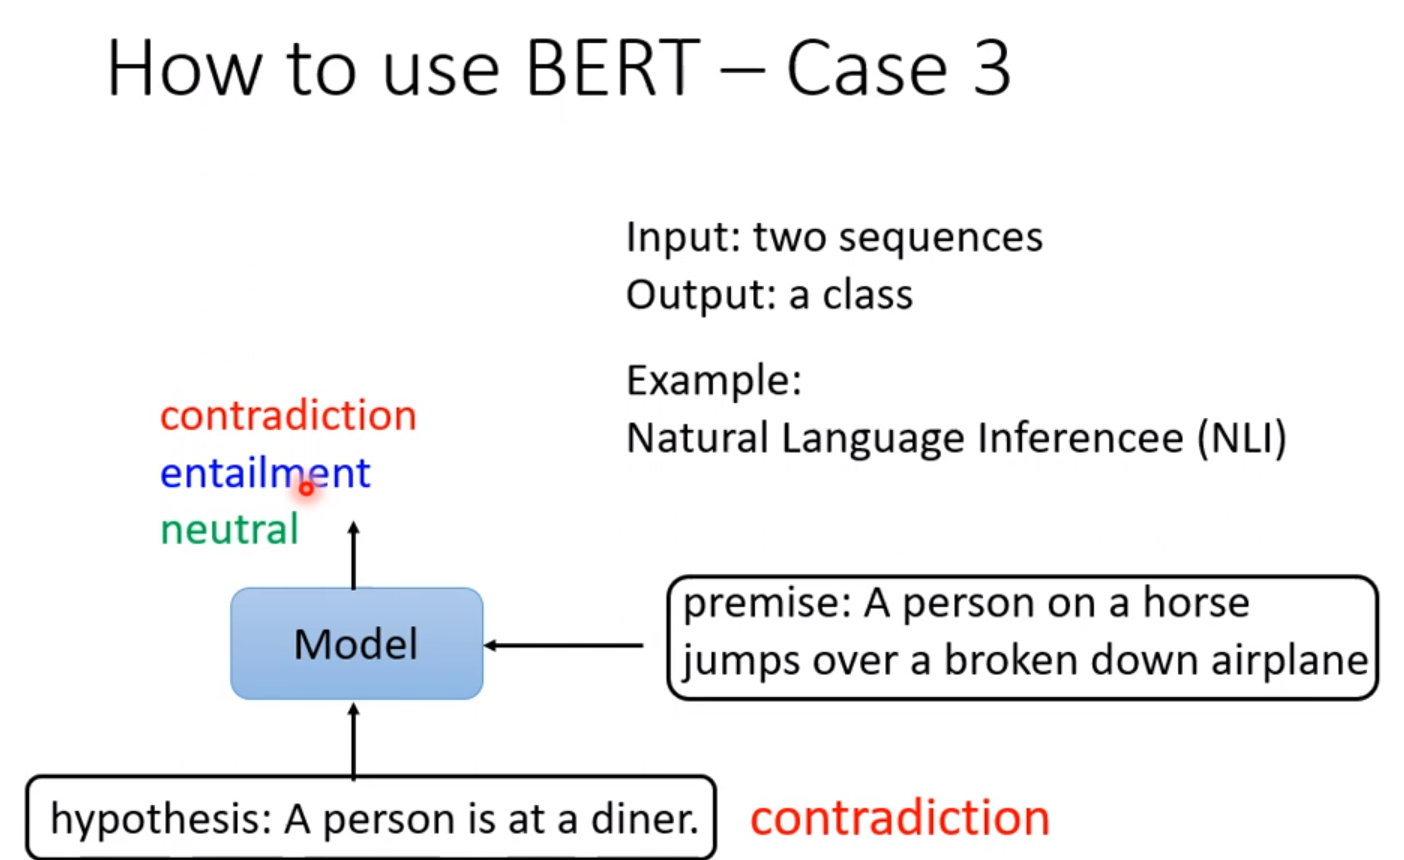 How to use BERT – Case 3
Input: two sequences
Output: a class
Example:
Natural Language Inferencee (NLI)
contradiction
entailment
neutral
Model
premise: A person on a horse
jumps over a broken down airplane
hypothesis: A person is at a diner.
contradiction